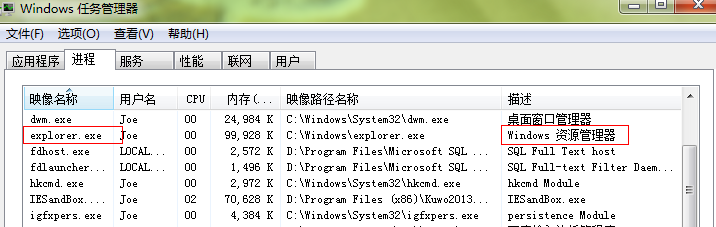 Windows 任务管理器
文件(F) 选项(O) 查看(V) 帮助(H)
应用程序 进程 服务 性能 联网 用户
映像名称 用户名 CPU 内存(... 映像路径名称 描述
dwm.exe Joe 00 24,984 K C:\Windows\System32\dwm.exe 桌面窗口管理器
explorer.exe Joe 00 99,928 K C:\Windows\explorer.exe Windows 资源管理器
fdhost.exe LOCAL... 00 2,572 K D:\Program Files\Microsoft SQL ... SQL Full Text host
fdlauncher... LOCAL... 00 1,496 K D:\Program Files\Microsoft SQL ... SQL Full-text Filter Daem...
hkcmd.exe Joe 00 2,972 K C:\Windows\System32\hkcmd.exe hkcmd Module
IESandBox.... Joe 02 70,628 K D:\Program Files (x86)\Kuwo2013... IESandBox...
igfxpers.exe Joe 00 4,384 K C:\Windows\System32\igfxpers.exe persistence Module